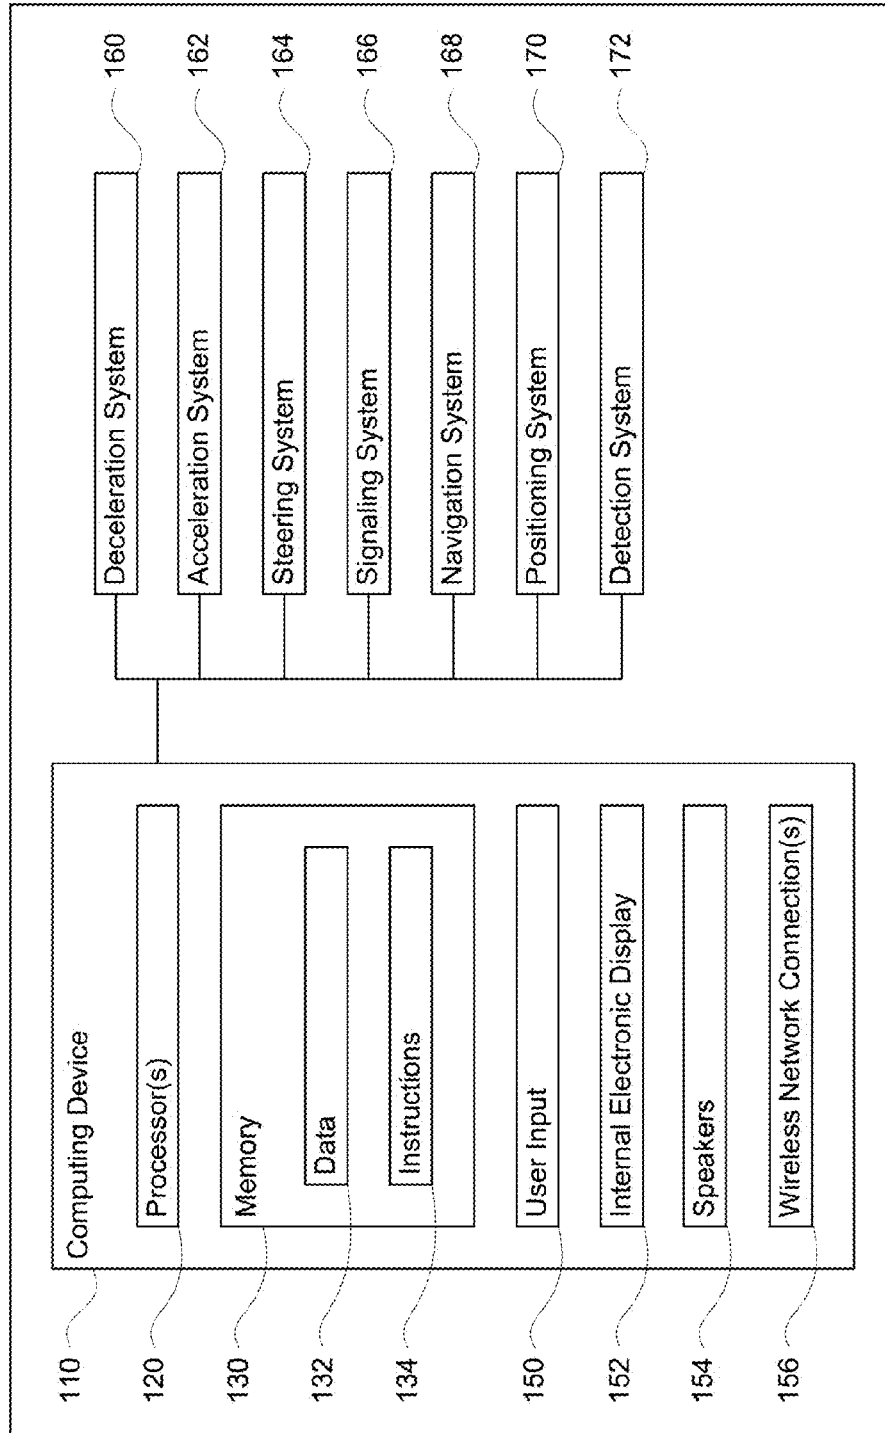 110
Computing Device
120
Processor(s)
130
Memory
132
Data
134
Instructions
150
User Input
152
Internal Electronic Display
154
Speakers
156
Wireless Network Connection(s)
Deceleration System
160
Acceleration System
162
Steering System
164
Signaling System
166
Navigation System
168
Positioning System
170
Detection System
172